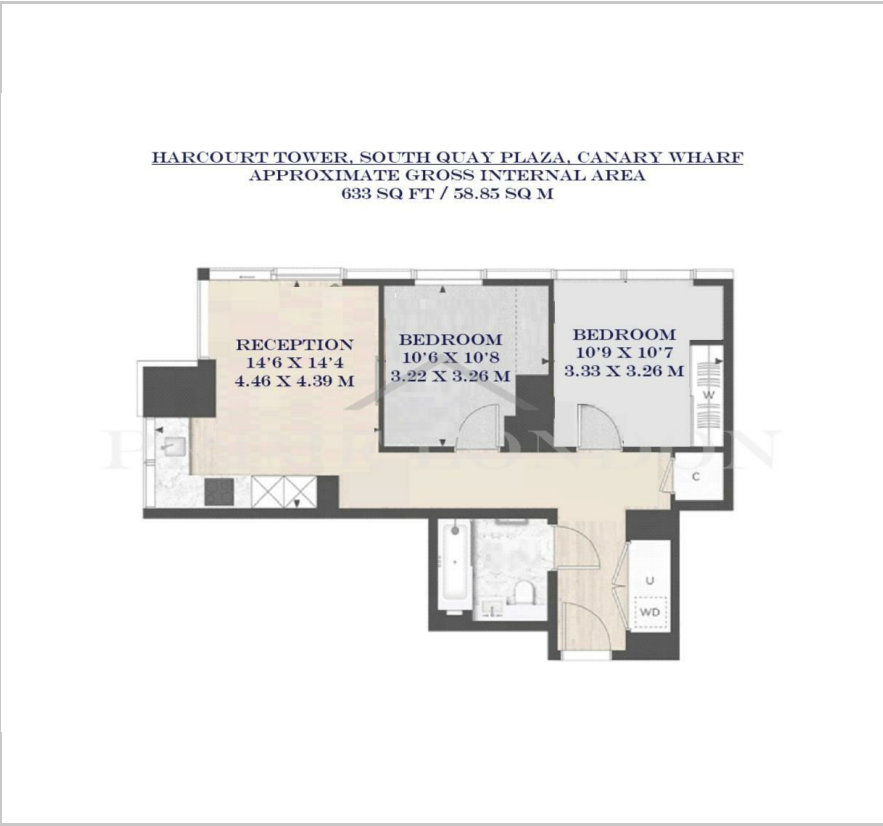 HARCOURT TOWER, SOUTH QUAY PLAZA, CANARY WHARF
APPROXIMATE GROSS INTERNAL AREA
633 SQ FT / 58.85 SQ M
RECEPTION
14'6 X 14'4
4.46 X 4.39 M
BEDROOM
10'6 X 10'8
3.22 X 3.26 M
BEDROOM
10'9 X 10'7
3.33 X 3.26 M
W
LONDON
C
U
WD